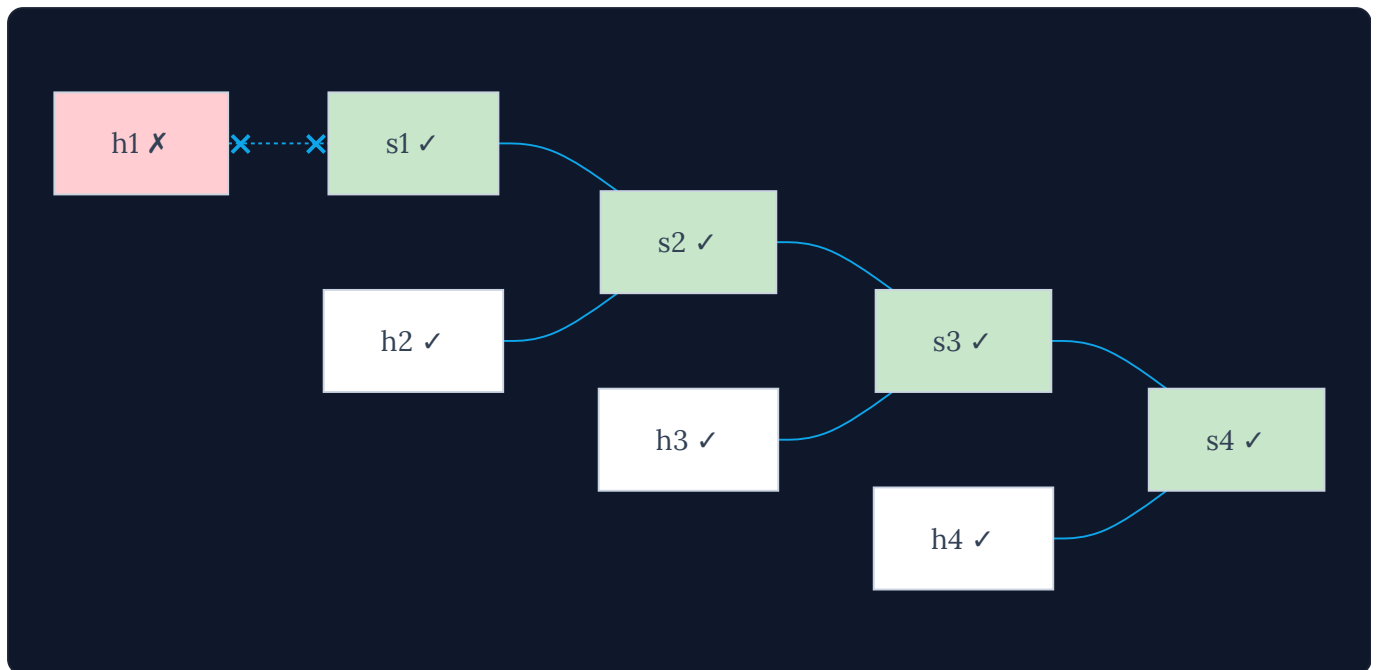 h1 ✗
s1 ✓
s2 ✓
h2 ✓
s3 ✓
h3 ✓
s4 ✓
h4 ✓